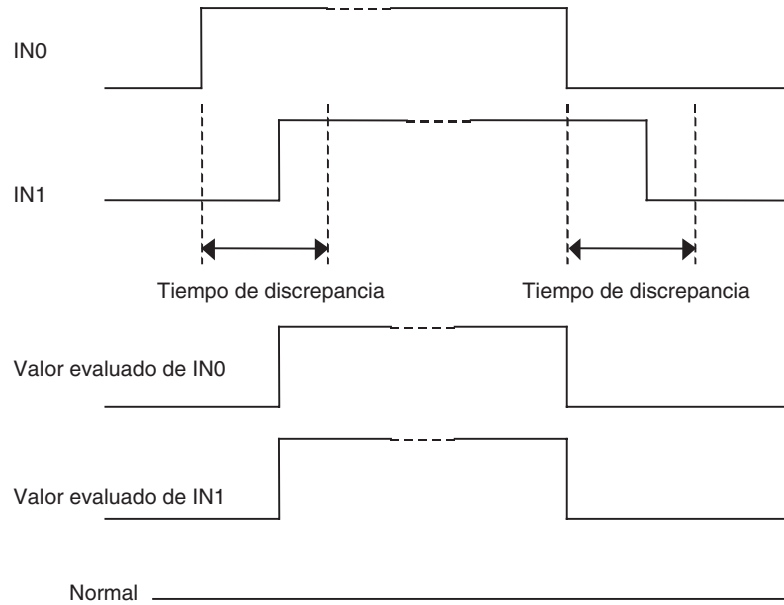 IN0
IN1
Tiempo de discrepancia
Tiempo de discrepancia
Valor evaluado de IN0
Valor evaluado de IN1
Normal